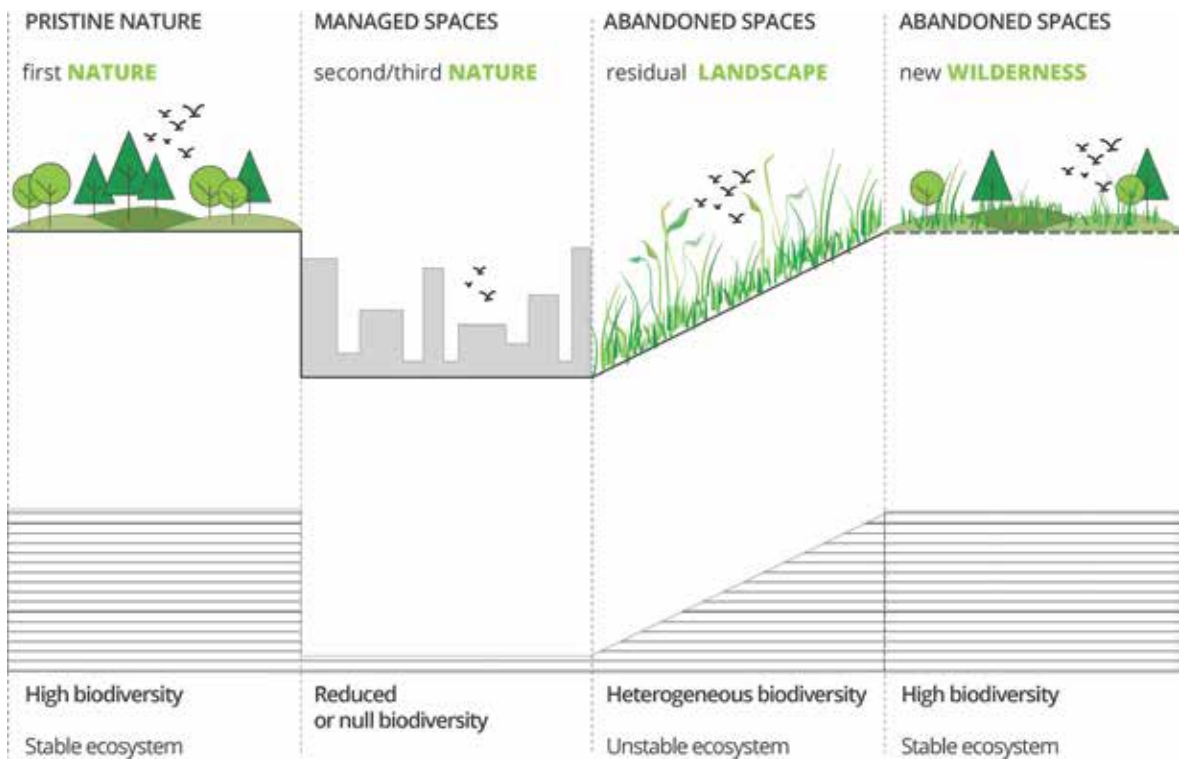 PRISTINE NATURE
first NATURE
MANAGED SPACES
second/third NATURE
ABANDONED SPACES
residual LANDSCAPE
ABANDONED SPACES
new WILDERNESS
High biodiversity
Stable ecosystem
Reduced
or null biodiversity
Heterogeneous biodiversity
Unstable ecosystem
High biodiversity
Stable ecosystem